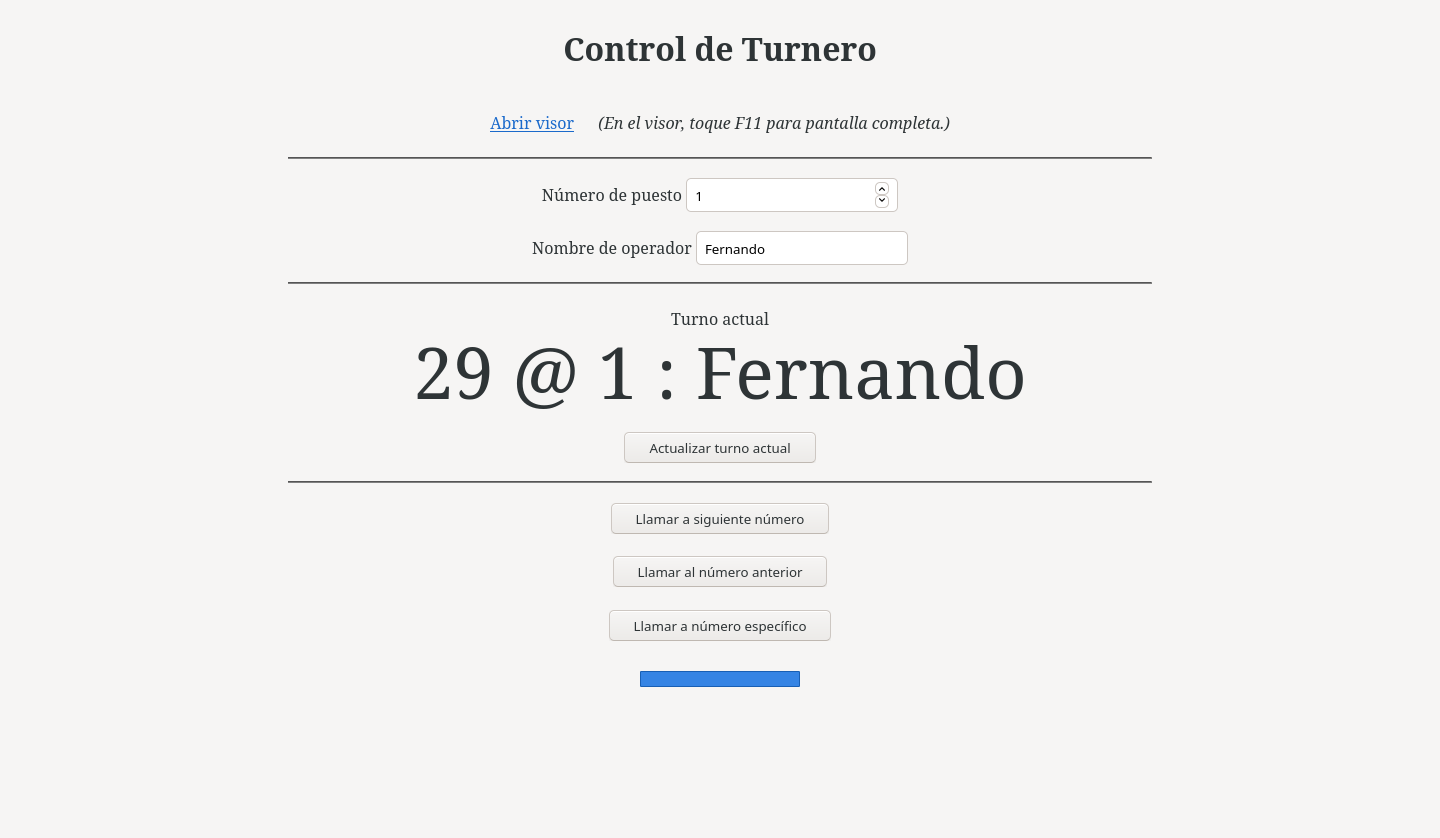 Control de Turnero
Abrir visor (En el visor, toque F11 para pantalla completa.)
Número de puesto 1
Nombre de operador Fernando
Turno actual
29 @ 1 : Fernando
Actualizar turno actual
Llamar a siguiente número
Llamar al número anterior
Llamar a número específico